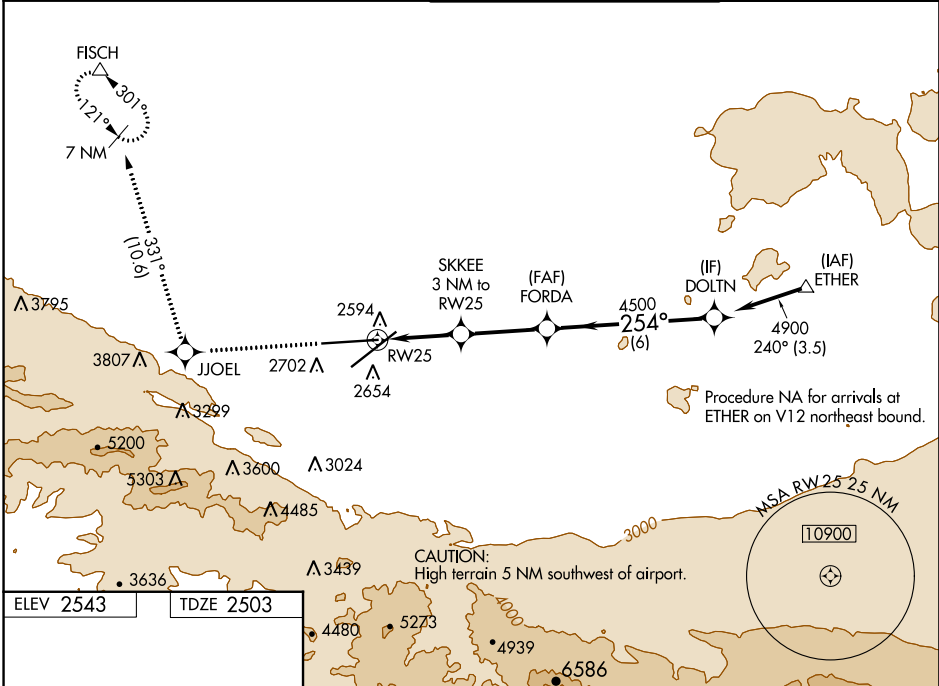 FISCH
301°
121°
7 NM
331°
(10.6)
(IAF)
ETHER
(IF)
DOLTN
SKKEE
3 NM to
RW25
(FAF)
FORDA
4500
254°
(6)
4900
240° (3.5)
3795
2594
RW25
3807
JJOEL
2702
2654
Procedure NA for arrivals at
ETHER on V12 northeast bound.
3299
5200
5303
3600
3024
4485
MSA RW25 25 NM
10900
3000
CAUTION:
High terrain 5 NM southwest of airport.
3439
3636
4000
ELEV 2543
TDZE 2503
4480
5273
4939
6586